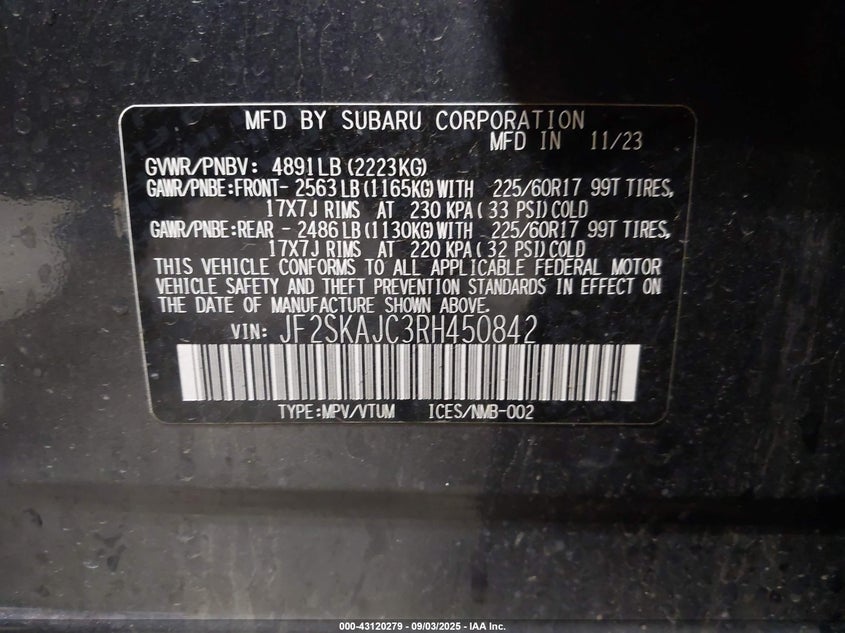 MFD BY SUBARU CORPORATION
MFD IN 11/23
GVWR/PNBV: 4891LB (2223KG)
GAWR/PNBE:FRONT- 2563LB (1165KG) WITH 225/60R17 99T TIRES,
17X7J RIMS AT 230 KPA ( 33 PSI) COLD
GAWR/PNBE:REAR - 2486LB (1130KG) WITH 225/60R17 99T TIRES,
17X7J RIMS AT 220 KPA ( 32 PSI) COLD
THIS VEHICLE CONFORMS TO ALL APPLICABLE FEDERAL MOTOR
VEHICLE SAFETY AND THEFT PREVENTION STANDARDS IN EFFECT ON
THE DATE OF MANUFACTURE SHOWN ABOVE.
VIN: JF2SKAJC3RH450842
TYPE:MPV/VTUM ICES/NMB-002
000-43120279 - 09/03/2025 - IAA Inc.